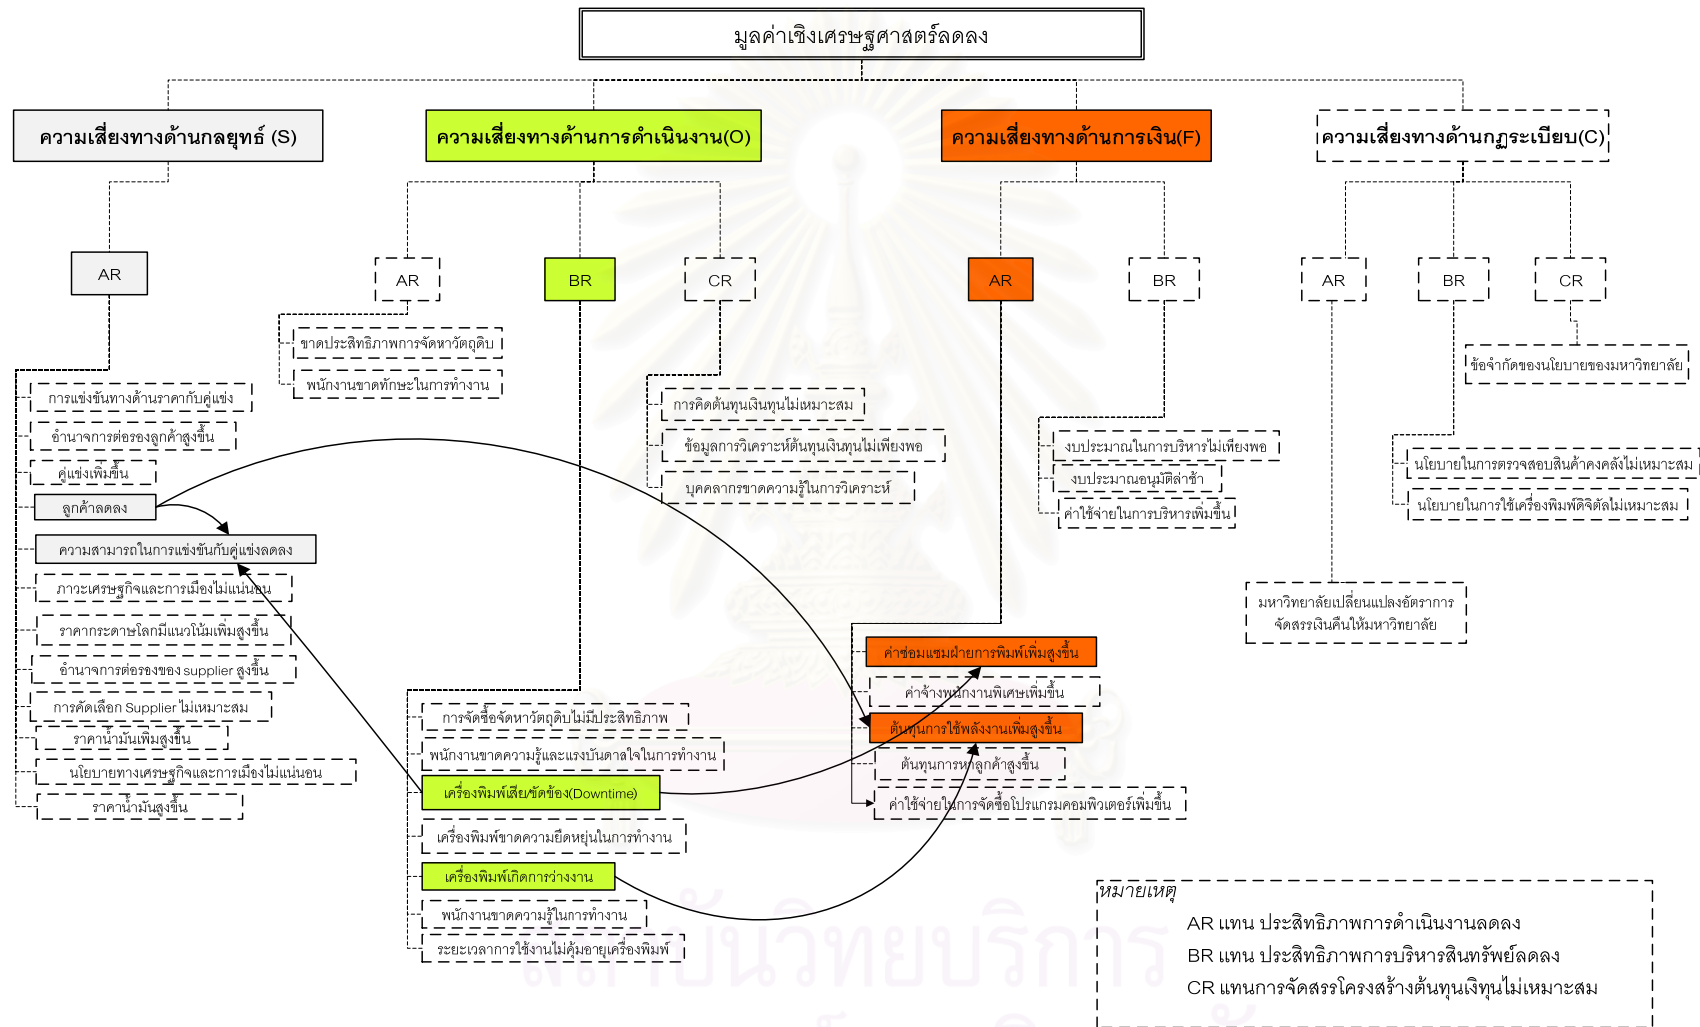 มูลค่าเชิงเศรษฐศาสตร์ลดลง
ความเสี่ยงทางด้านกลยุทธ์ (S)
ความเสี่ยงทางด้านการดำเนินงาน(O)
ความเสี่ยงทางด้านการเงิน(F)
ความเสี่ยงทางด้านกฎระเบียบ(C)
AR
AR
BR
CR
AR
BR
AR
BR
CR
การแข่งขันทางด้านราคากับคู่แข่ง
อำนาจการต่อรองลูกค้าสูงขึ้น
คู่แข่งเพิ่มขึ้น
ลูกค้าลดลง
ความสามารถในการแข่งขันกับคู่แข่งลดลง
ภาวะเศรษฐกิจและการเมืองไม่แน่นอน
ราคากระดาษโลกมีแนวโน้มเพิ่มสูงขึ้น
อำนาจการต่อรองของ supplier สูงขึ้น
การคัดเลือก Supplier ไม่เหมาะสม
ราคาน้ำมันเพิ่มสูงขึ้น
นโยบายทางเศรษฐกิจและการเมืองไม่แน่นอน
ราคาน้ำมันสูงขึ้น
ขาดประสิทธิภาพการจัดหาวัตถุดิบ
พนักงานขาดทักษะในการทำงาน
การจัดซื้อจัดหาวัตถุดิบไม่มีประสิทธิภาพ
พนักงานขาดความรู้และแรงบันดาลใจในการทำงาน
เครื่องพิมพ์เสีย/ขัดข้อง(Downtime)
เครื่องพิมพ์ขาดความยืดหยุ่นในการทำงาน
เครื่องพิมพ์เกิดการว่างงาน
พนักงานขาดความรู้ในการทำงาน
ระยะเวลาการใช้งานไม่คุ้มอายุเครื่องพิมพ์
การคิดต้นทุนเงินทุนไม่เหมาะสม
ข้อมูลการวิเคราะห์ต้นทุนเงินทุนไม่เพียงพอ
บุคคลากรขาดความรู้ในการวิเคราะห์
ค่าซ่อมแซมฝ่ายการพิมพ์เพิ่มสูงขึ้น
ค่าจ้างพนักงานพิเศษเพิ่มขึ้น
ต้นทุนการใช้พลังงานเพิ่มสูงขึ้น
ต้นทุนการหาลูกค้าสูงขึ้น
ค่าใช้จ่ายในการจัดซื้อโปรแกรมคอมพิวเตอร์เพิ่มขึ้น
งบประมาณในการบริหารไม่เพียงพอ
งบประมาณอนุมัติล่าช้า
ค่าใช้จ่ายในการบริหารเพิ่มขึ้น
มหาวิทยาลัยเปลี่ยนแปลงอัตราการ
จัดสรรเงินคืนให้มหาวิทยาลัย
นโยบายในการตรวจสอบสินค้าคงคลังไม่เหมาะสม
นโยบายในการใช้เครื่องพิมพ์ดิจิตัลไม่เหมาะสม
ข้อจำกัดของนโยบายของมหาวิทยาลัย
หมายเหตุ
AR แทน ประสิทธิภาพการดำเนินงานลดลง
BR แทน ประสิทธิภาพการบริหารสินทรัพย์ลดลง
CR แทนการจัดสรรโครงสร้างต้นทุนเงิทุนไม่เหมาะสม
สถาบันวิทยบริการ